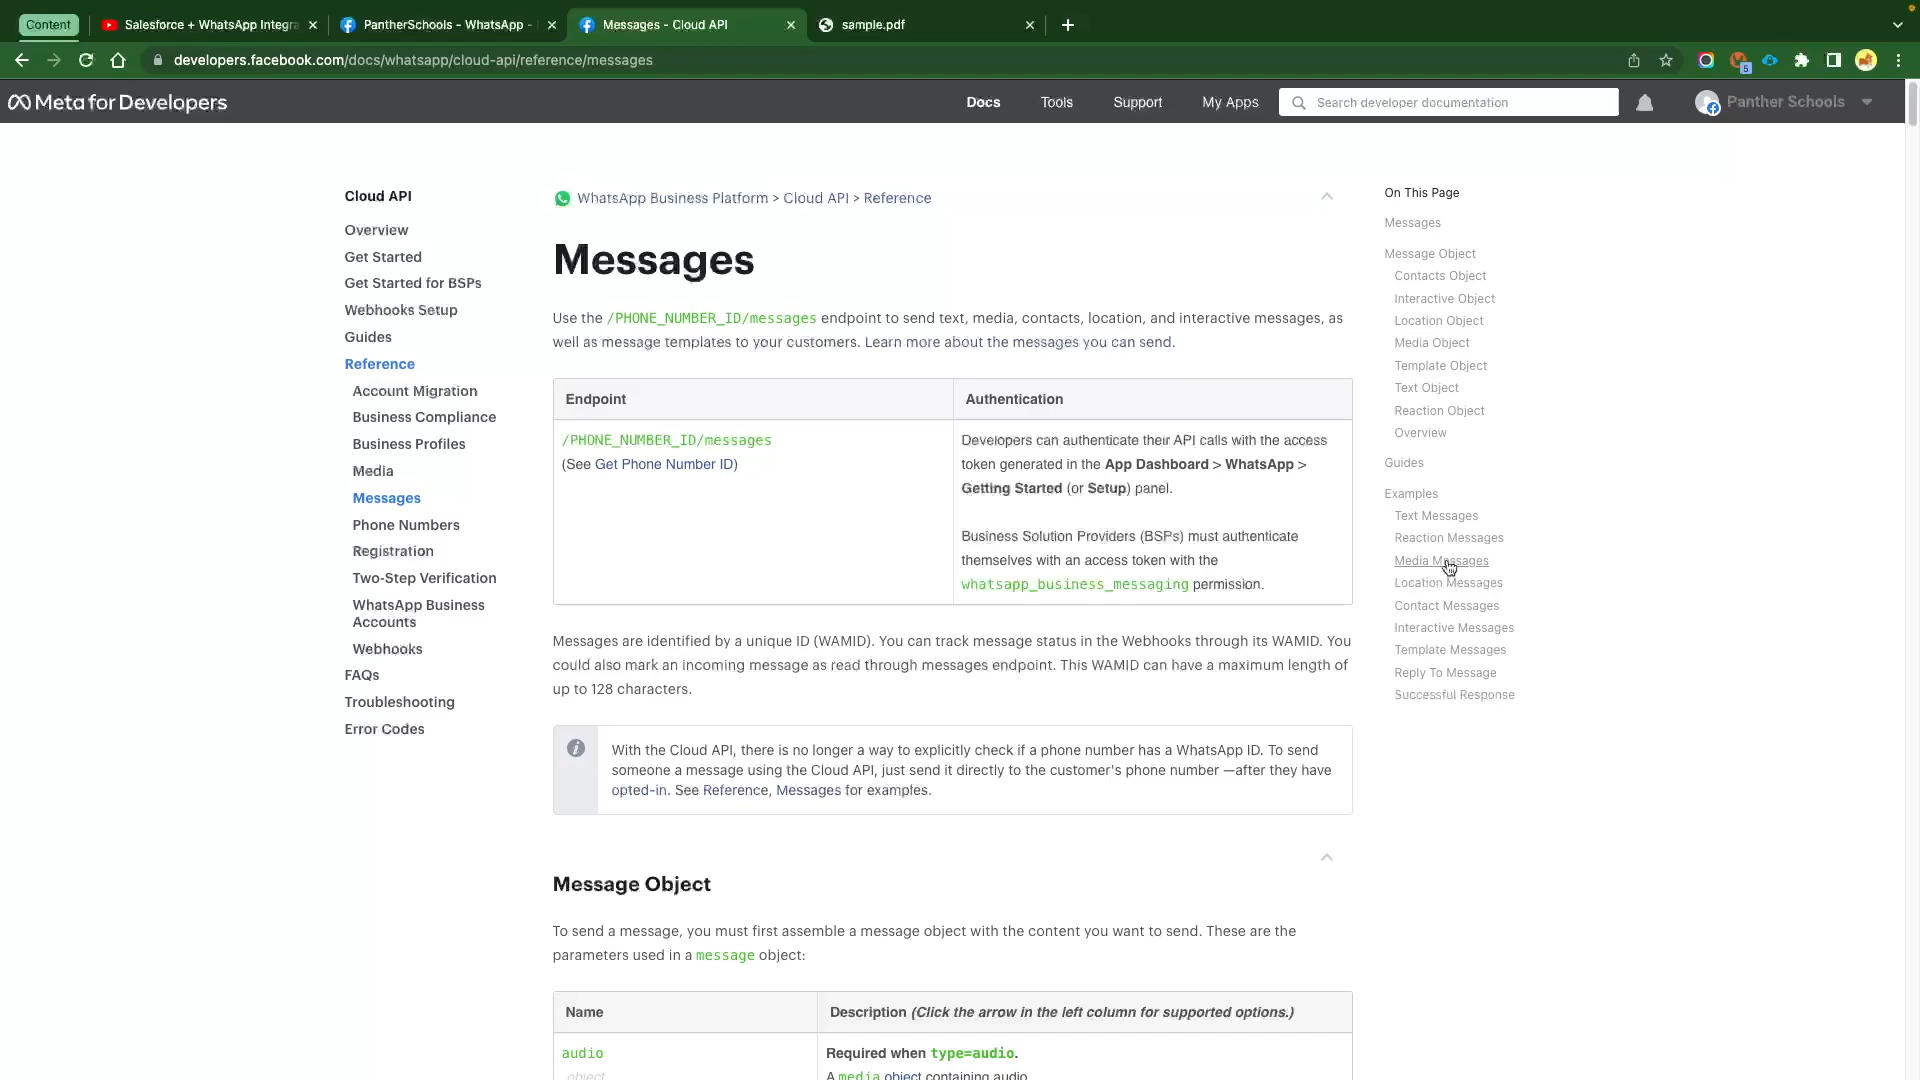 Content
Salesforce + WhatsApp Integra
PantherSchools - WhatsApp -
Messages - Cloud API
sample.pdf
developers.facebook.com/docs/whatsapp/cloud-api/reference/messages
5
Meta for Developers
Docs
Tools
Support
My Apps
Search developer documentation
Panther Schools
Cloud API
Overview
Get Started
Get Started for BSPs
Webhooks Setup
Guides
Reference
Account Migration
Business Compliance
Business Profiles
Media
Messages
Phone Numbers
Registration
Two-Step Verification
WhatsApp Business
Accounts
Webhooks
FAQs
Troubleshooting
Error Codes
WhatsApp Business Platform > Cloud API > Reference
Messages
Use the /PHONE_NUMBER_ID/messages endpoint to send text, media, contacts, location, and interactive messages, as
well as message templates to your customers. Learn more about the messages you can send.
Endpoint
Authentication
/PHONE_NUMBER_ID/messages
(See Get Phone Number ID)
Developers can authenticate their API calls with the access
token generated in the App Dashboard > WhatsApp >
Getting Started (or Setup) panel.
Business Solution Providers (BSPs) must authenticate
themselves with an access token with the
whatsapp_business_messaging permission.
Messages are identified by a unique ID (WAMID). You can track message status in the Webhooks through its WAMID. You
could also mark an incoming message as read through messages endpoint. This WAMID can have a maximum length of
up to 128 characters.
With the Cloud API, there is no longer a way to explicitly check if a phone number has a WhatsApp ID. To send
someone a message using the Cloud API, just send it directly to the customer's phone number —after they have
opted-in. See Reference, Messages for examples.
Message Object
To send a message, you must first assemble a message object with the content you want to send. These are the
parameters used in a message object:
Name
Description (Click the arrow in the left column for supported options.)
audio
object
Required when type=audio.
A media object containing audio.
On This Page
Messages
Message Object
Contacts Object
Interactive Object
Location Object
Media Object
Template Object
Text Object
Reaction Object
Overview
Guides
Examples
Text Messages
Reaction Messages
Media Messages
Location Messages
Contact Messages
Interactive Messages
Template Messages
Reply To Message
Successful Response